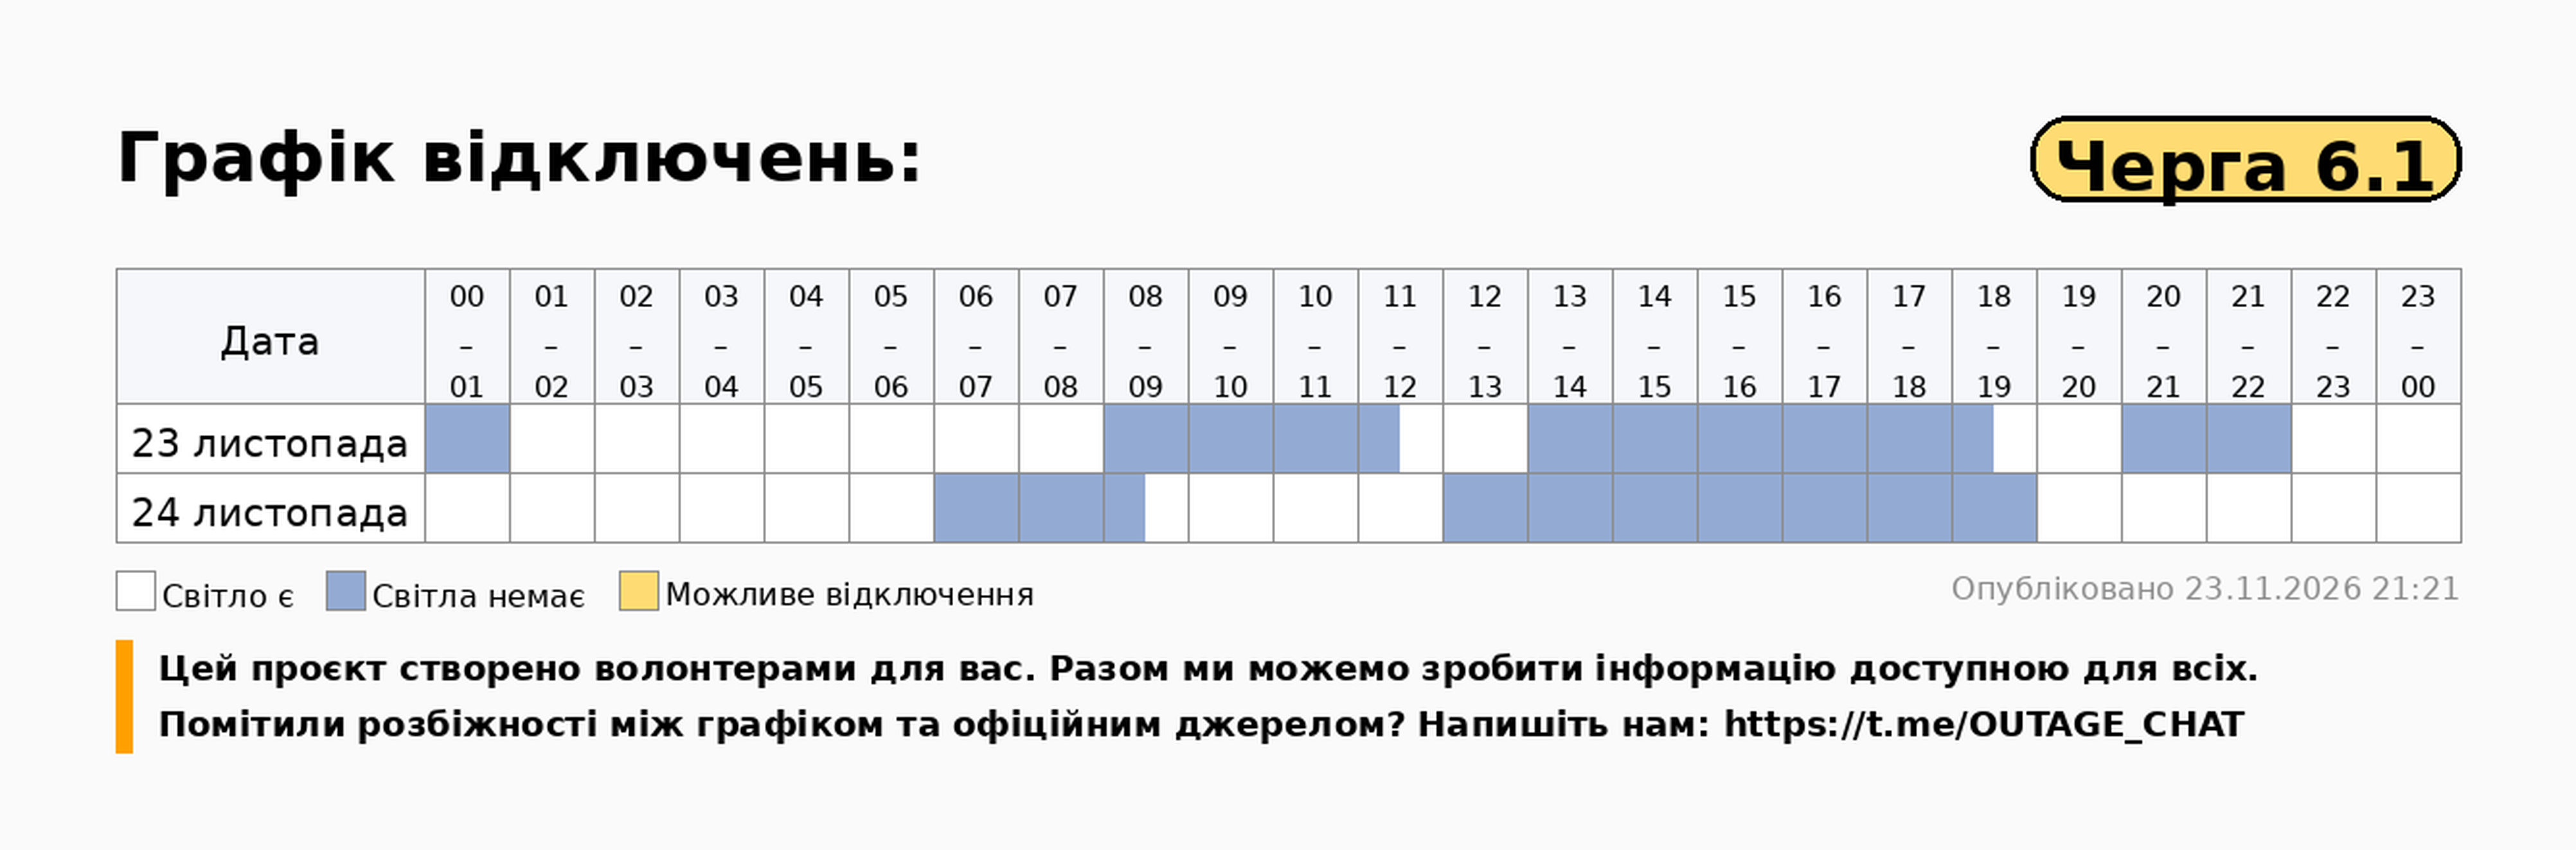 Графік відключень:
Черга 6.1
Дата
00 – 01
01 – 02
02 – 03
03 – 04
04 – 05
05 – 06
06 – 07
07 – 08
08 – 09
09 – 10
10 – 11
11 – 12
12 – 13
13 – 14
14 – 15
15 – 16
16 – 17
17 – 18
18 – 19
19 – 20
20 – 21
21 – 22
22 – 23
23 – 00
23 листопада
24 листопада
Світло є
Світла немає
Можливе відключення
Опубліковано 23.11.2026 21:21
Цей проєкт створено волонтерами для вас. Разом ми можемо зробити інформацію доступною для всіх.
Помітили розбіжності між графіком та офіційним джерелом? Напишіть нам: https://t.me/OUTAGE_CHAT